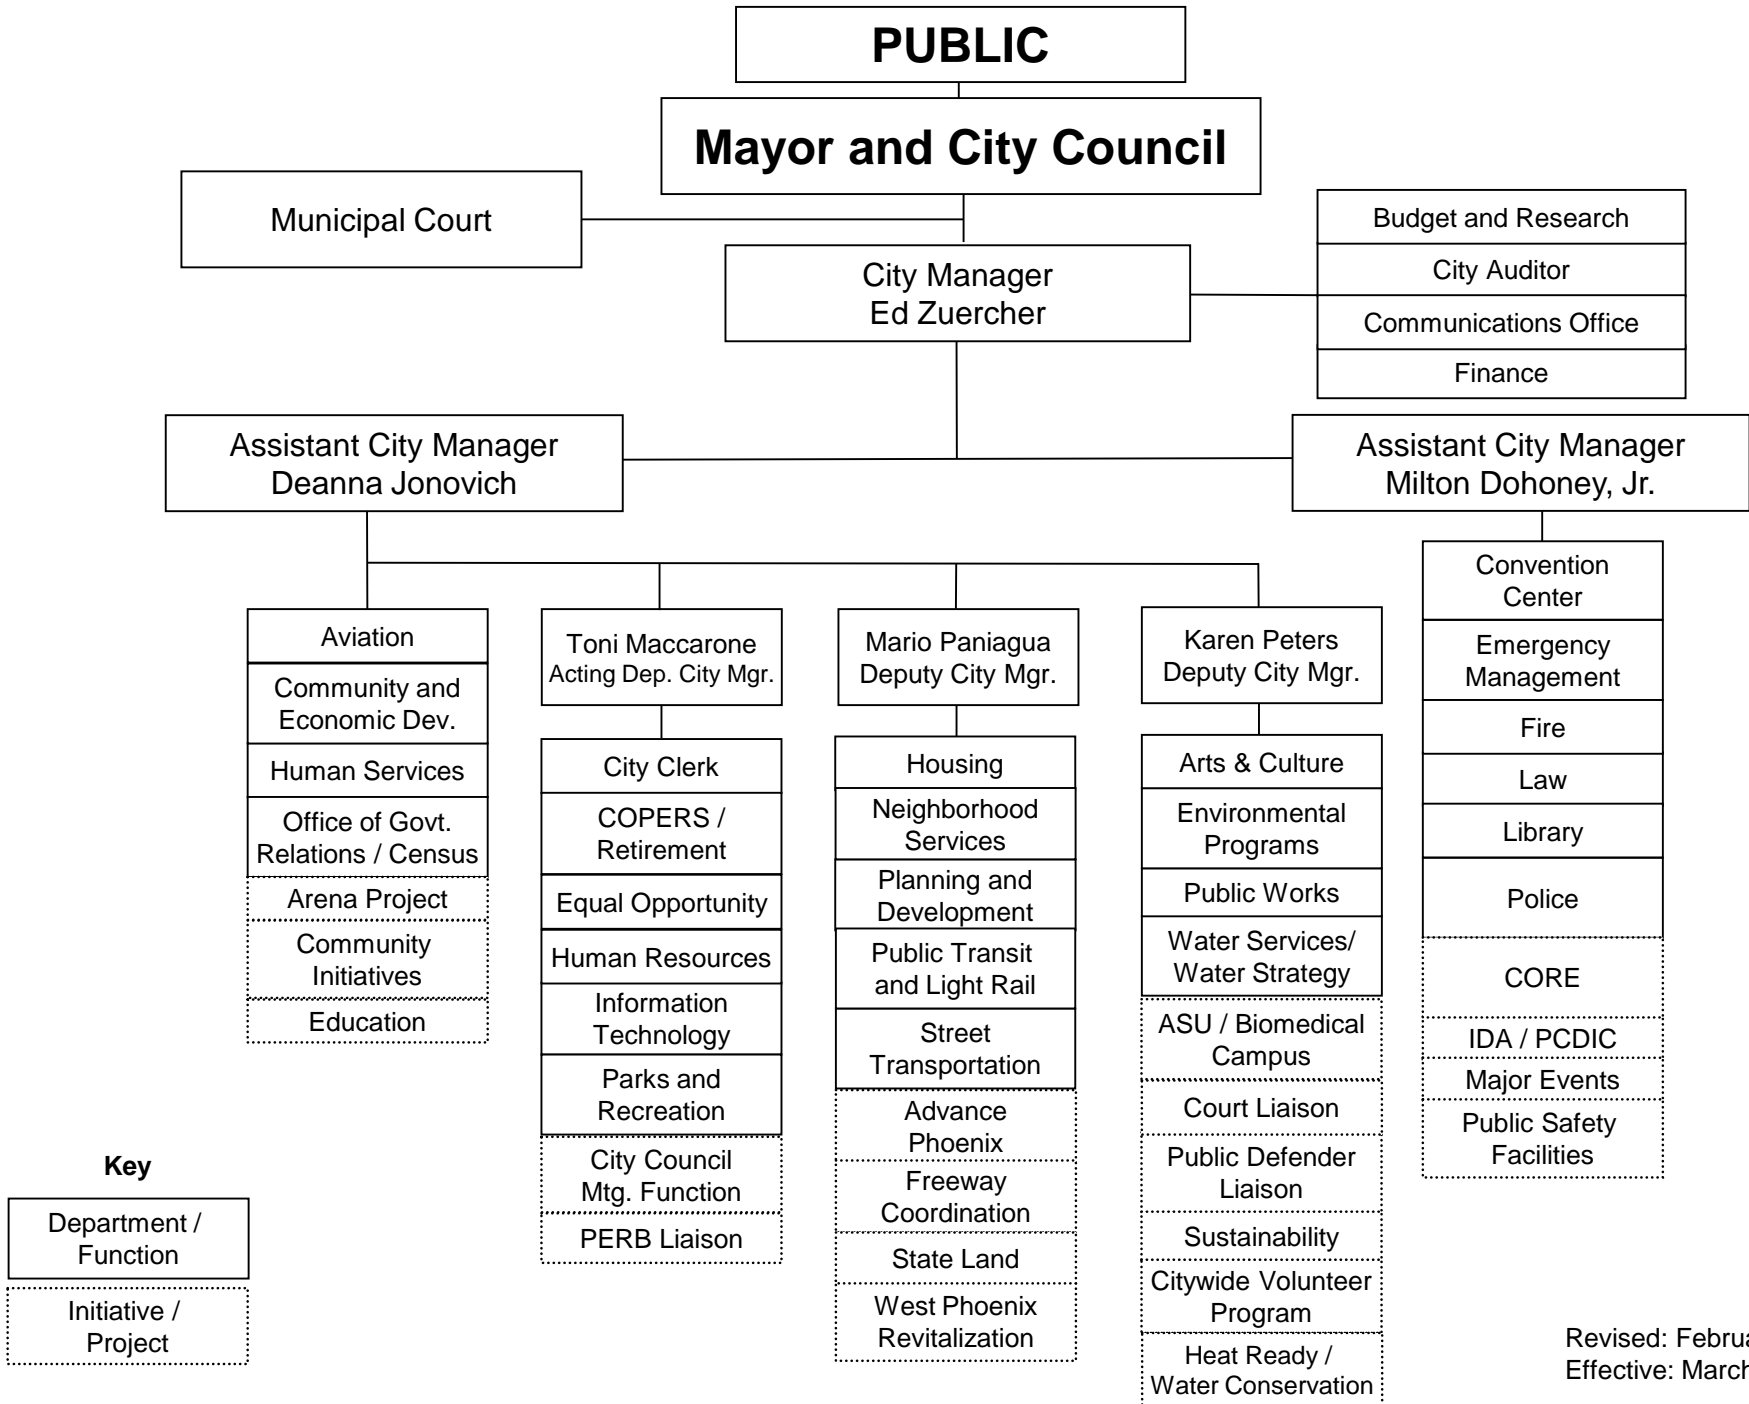 PUBLIC
Mayor and City Council
Municipal Court
Budget and Research
City Auditor
Communications Office
Finance
City Manager
Ed Zuercher
Assistant City Manager
Deanna Jonovich
Assistant City Manager
Milton Dohoney, Jr.
Aviation
Community and
Economic Dev.
Human Services
Office of Govt.
Relations / Census
Arena Project
Community
Initiatives
Education
Toni Maccarone
Acting Dep. City Mgr.
City Clerk
COPERS /
Retirement
Equal Opportunity
Human Resources
Information
Technology
Parks and
Recreation
City Council
Mtg. Function
PERB Liaison
Mario Paniagua
Deputy City Mgr.
Housing
Neighborhood
Services
Planning and
Development
Public Transit
and Light Rail
Street
Transportation
Advance
Phoenix
Freeway
Coordination
State Land
West Phoenix
Revitalization
Karen Peters
Deputy City Mgr.
Arts & Culture
Environmental
Programs
Public Works
Water Services/
Water Strategy
ASU / Biomedical
Campus
Court Liaison
Public Defender
Liaison
Sustainability
Citywide Volunteer
Program
Heat Ready /
Water Conservation
Convention
Center
Emergency
Management
Fire
Law
Library
Police
CORE
IDA / PCDIC
Major Events
Public Safety
Facilities
Key
Department /
Function
Initiative /
Project
Revised:
Effective: March